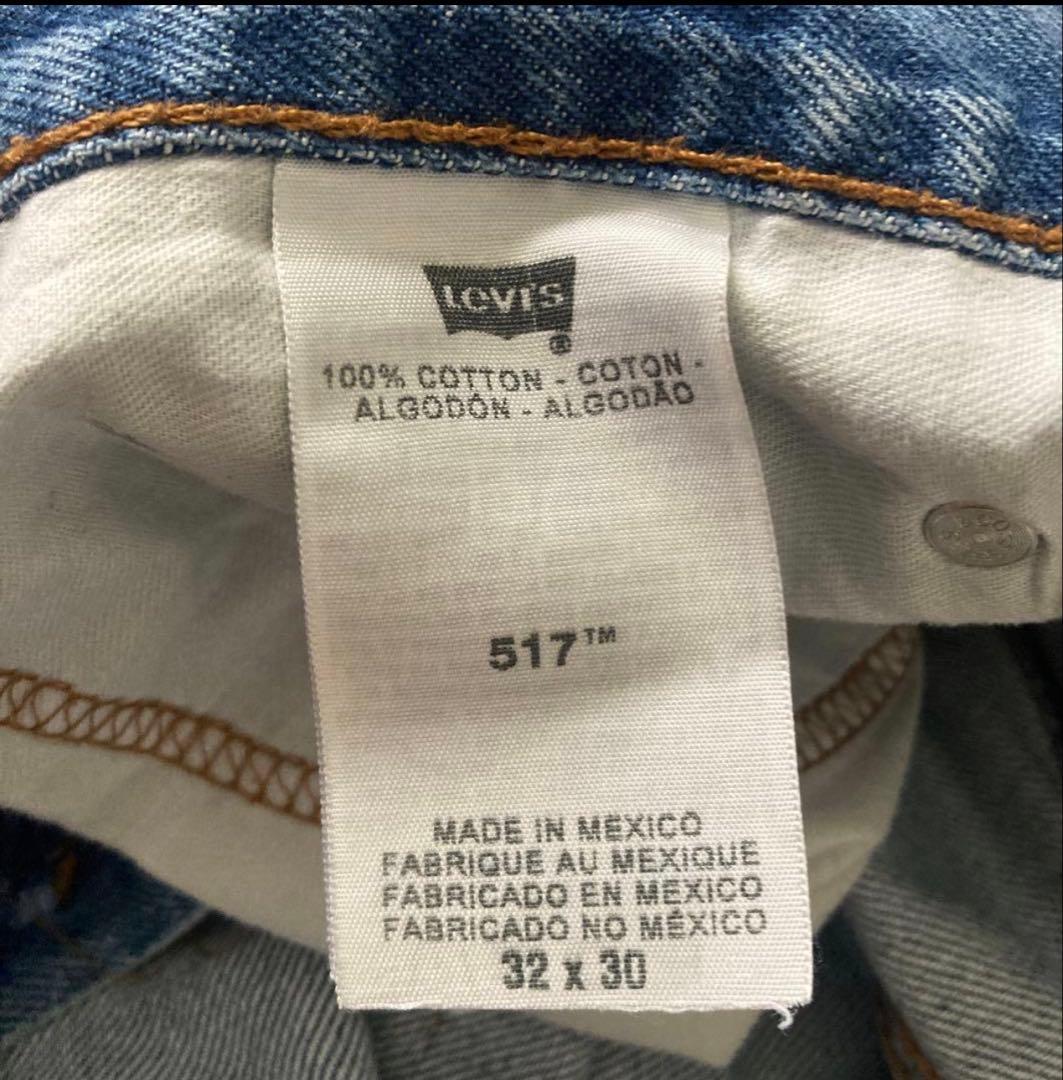 Levi's
®
100% COTTON - COTON -
ALGODÓN - ALGODÃO
517™
MADE IN MEXICO
FABRIQUE AU MEXIQUE
FABRICADO EN MEXICO
FABRICADO NO MÉXICO
32 x 30